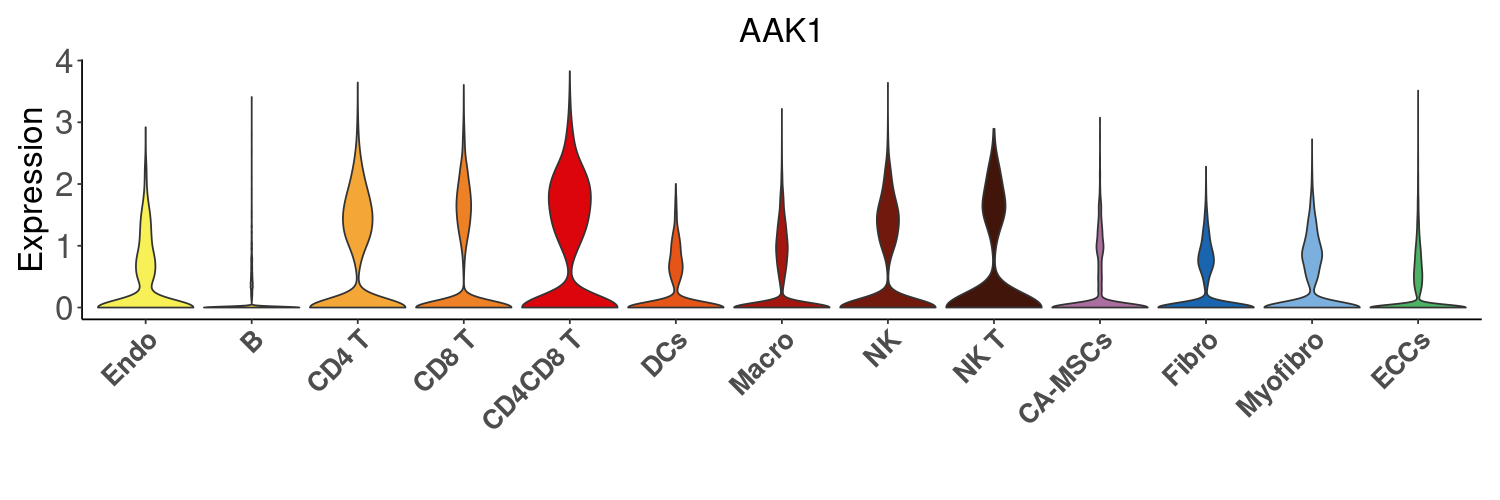 AAK1
Expression
4
3
2
1
0
Endo
B
CD4 T
CD8 T
CD4CD8 T
DCs
Macro
NK
NK T
CA-MSCs
Fibro
Myofibro
ECCs